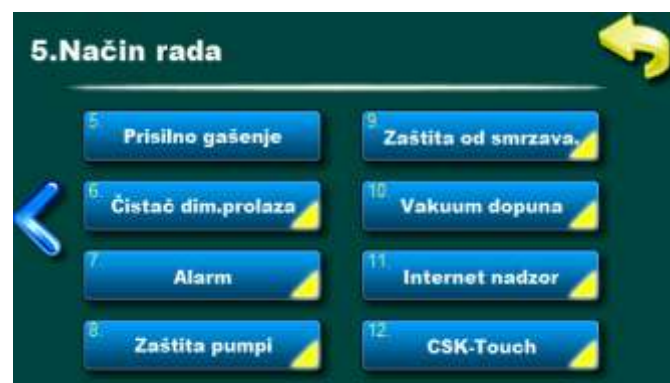 5.Način rada
5. Prisilno gašenje
6. Čistač dim.prolaza
7. Alarm
8. Zaštita pumpi
9. Zaštita od smrzava.
10. Vakuum dopuna
11. Internet nadzor
12. CSK-Touch